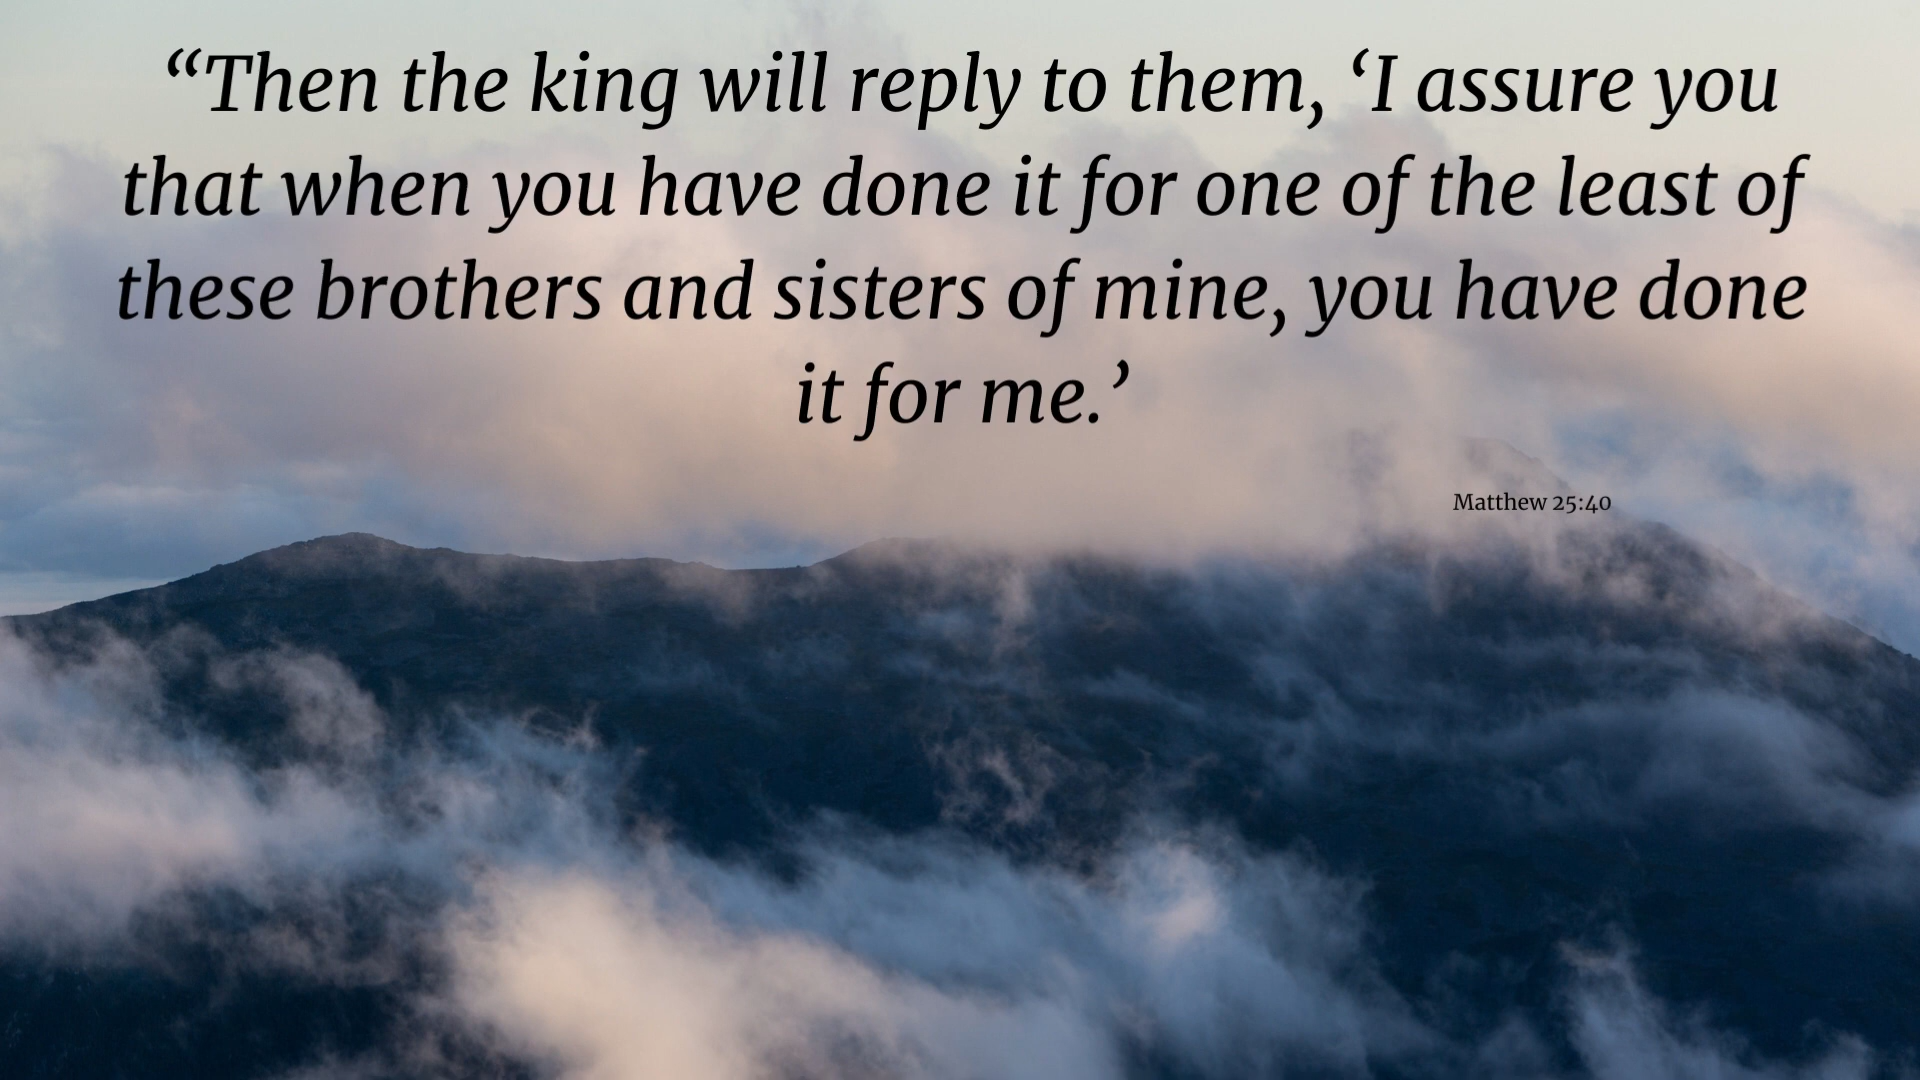 “Then the king will reply to them, ‘I assure you
that when you have done it for one of the least of
these brothers and sisters of mine, you have done
it for me.’
Matthew 25:40